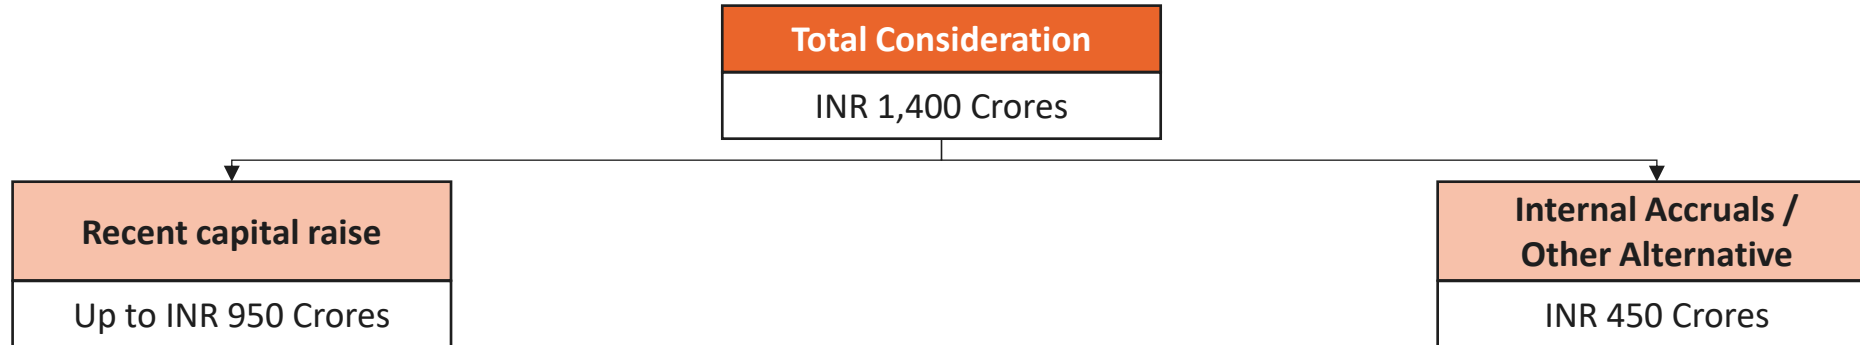 Total Consideration
INR 1,400 Crores
Recent capital raise
Up to INR 950 Crores
Internal Accruals /
Other Alternative
INR 450 Crores